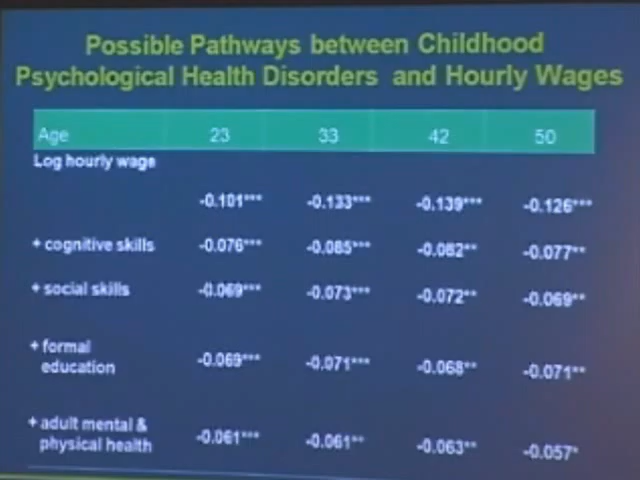 Possible Pathways between Childhood
Psychological Health Disorders and Hourly Wages
Age 23 33 42 50
Log hourly wage
-0.101*** -0.133*** -0.139*** -0.126***
+ cognitive skills -0.076*** -0.085*** -0.082** -0.077**
+ social skills -0.069*** -0.073*** -0.072** -0.069**
+ formal
education -0.069*** -0.071*** -0.068** -0.071**
+ adult mental &
physical health -0.061*** -0.061** -0.063** -0.057*